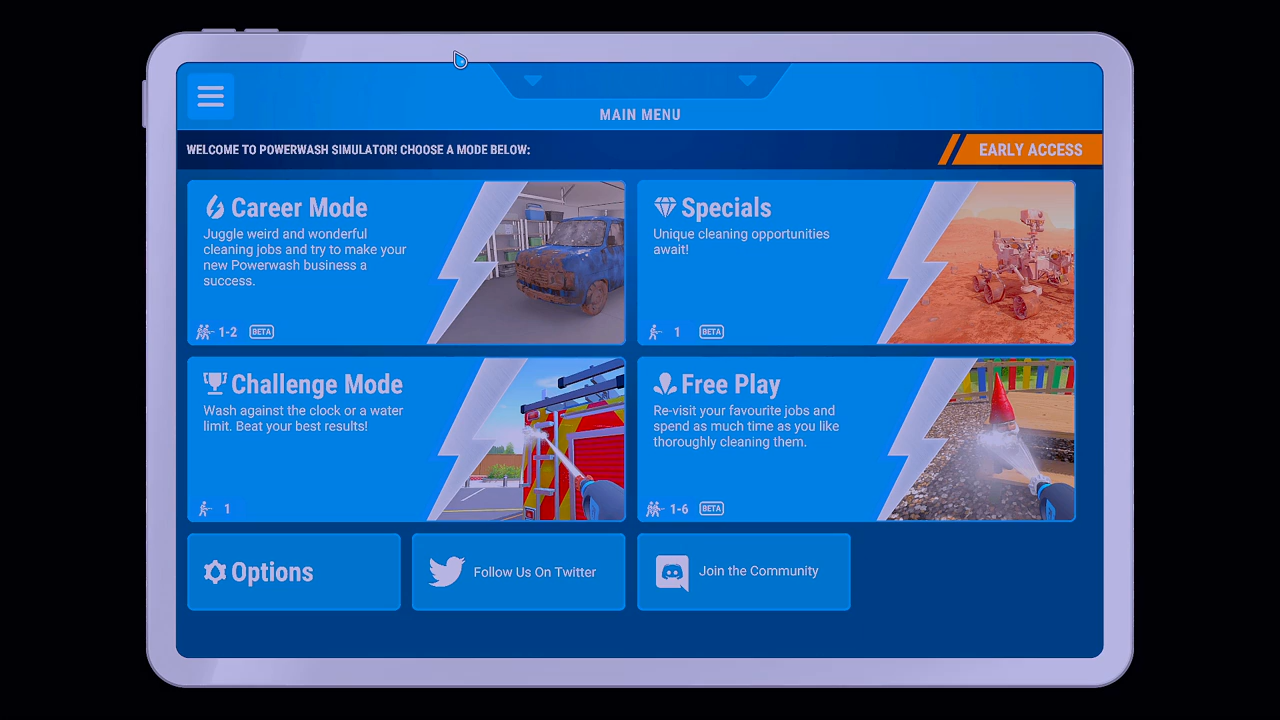 MAIN MENU
WELCOME TO POWERWASH SIMULATOR! CHOOSE A MODE BELOW:
EARLY ACCESS
Career Mode
Juggle weird and wonderful
cleaning jobs and try to make your
new Powerwash business a
success.
1-2 BETA
Specials
Unique cleaning opportunities
await!
1 BETA
Challenge Mode
Wash against the clock or a water
limit. Beat your best results!
1
Free Play
Re-visit your favourite jobs and
spend as much time as you like
thoroughly cleaning them.
1-6 BETA
Options
Follow Us On Twitter
Join the Community